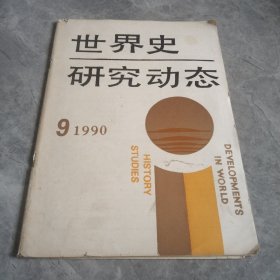 世界史
研究动态
9 1990
HISTORY
STUDIES
DEVELOPMENTS
IN WORLD